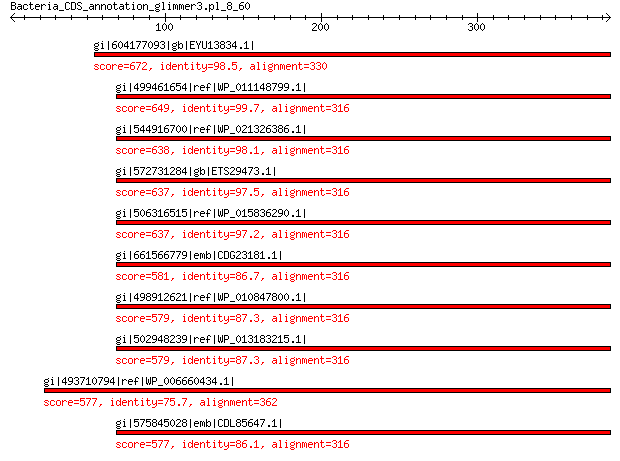 Bacteria_CDS_annotation_glimmer3.pl_8_60
100 200 300
gi|604177093|gb|EYU13834.1|
score=672, identity=98.5, alignment=330
gi|499461654|ref|WP_011148799.1|
score=649, identity=99.7, alignment=316
gi|544916700|ref|WP_021326386.1|
score=638, identity=98.1, alignment=316
gi|572731284|gb|ETS29473.1|
score=637, identity=97.5, alignment=316
gi|506316515|ref|WP_015836290.1|
score=637, identity=97.2, alignment=316
gi|661566779|emb|CDG23181.1|
score=581, identity=86.7, alignment=316
gi|498912621|ref|WP_010847800.1|
score=579, identity=87.3, alignment=316
gi|502948239|ref|WP_013183215.1|
score=579, identity=87.3, alignment=316
gi|493710794|ref|WP_006660434.1|
score=577, identity=75.7, alignment=362
gi|575845028|emb|CDL85647.1|
score=577, identity=86.1, alignment=316